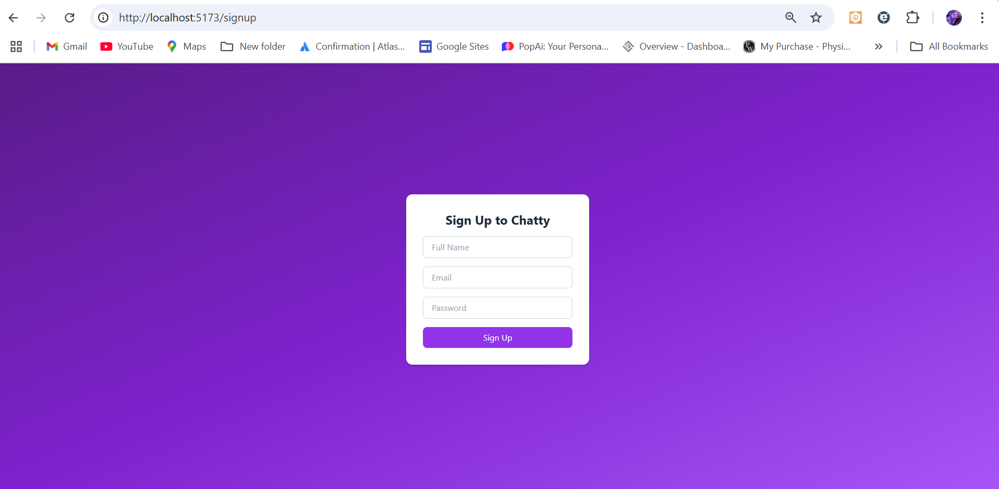 http://localhost:5173/signup
Gmail YouTube Maps New folder Confirmation | Atlas... Google Sites PopAi: Your Persona... Overview - Dashboa... My Purchase - Physi... » All Bookmarks
Sign Up to Chatty
Full Name
Email
Password
Sign Up